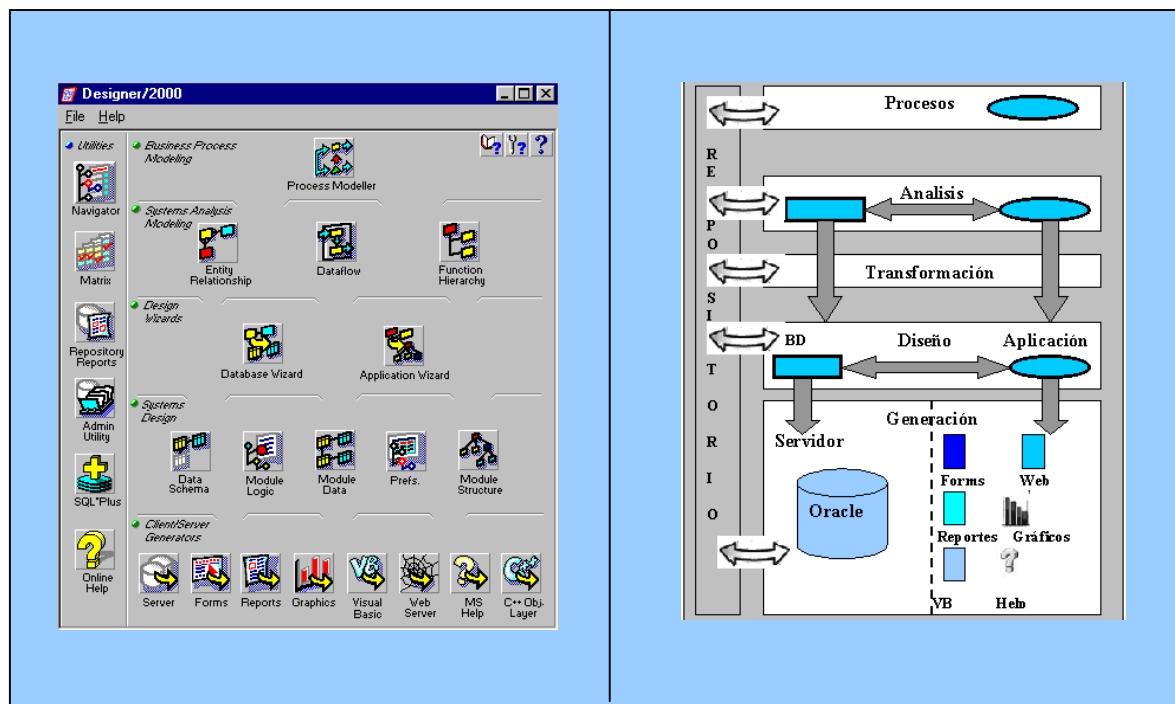 Designer/2000
File Help
Utilities
Navigator
Matrix
Repository
Reports
Admin
Utility
SQL*Plus
Online
Help
Business Process
Modeling
Process Modeller
Systems Analysis
Modeling
Entity
Relationship
Dataflow
Function
Hierarchy
Design
Wizards
Database Wizard
Application Wizard
Systems
Design
Data
Schema
Module
Logic
Module
Data
Prefs.
Module
Structure
Client/Server
Generators
Server
Forms
Reports
Graphics
Visual
Basic
Web
Server
MS
Help
C++ Obj.
Layer
R E P O S I T O R I O
Procesos
Analisis
Transformación
BD Diseño Aplicación
Generación
Servidor
Oracle
Forms Web
Reportes Gráficos
VB Help